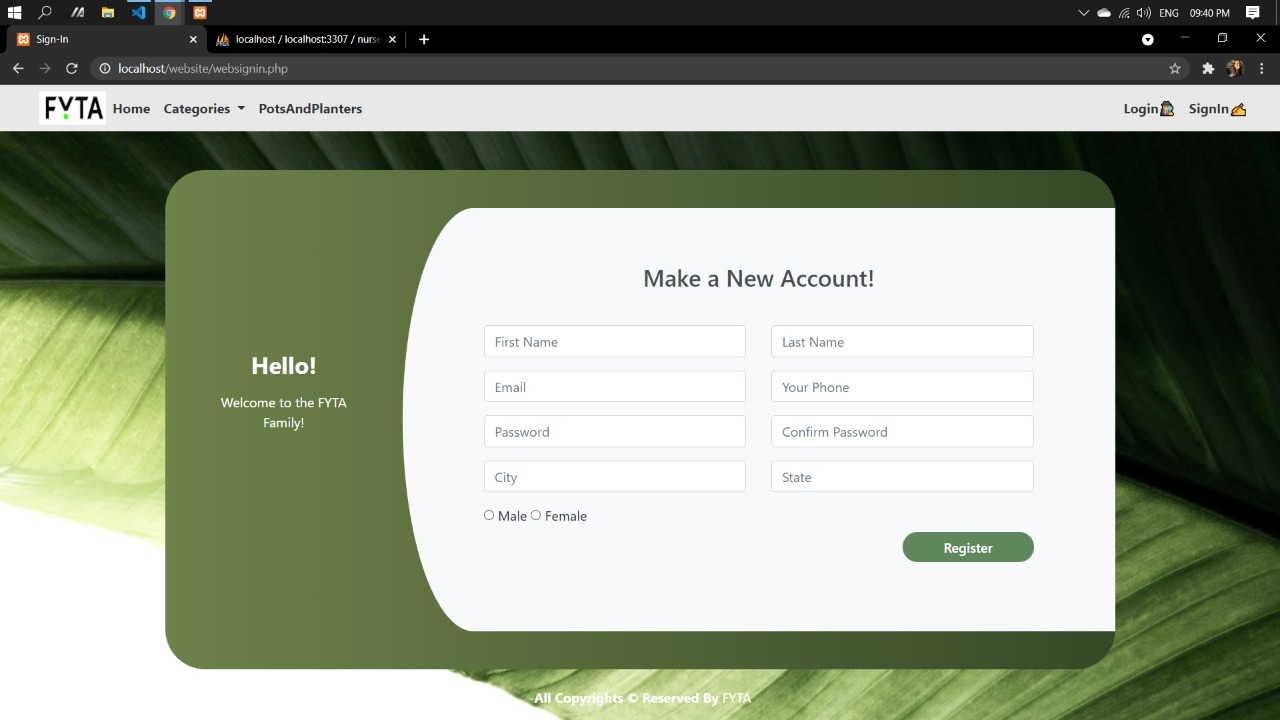 ENG 09:40 PM
Sign-In
localhost / localhost:3307 / nurse
localhost/website/websignin.php
FYTA Home Categories PotsAndPlanters Login SignIn
Make a New Account!
First Name Last Name
Hello!
Email Your Phone
Welcome to the FYTA
Family!
Password Confirm Password
City State
Male Female
Register
All Copyrights © Reserved By FYTA